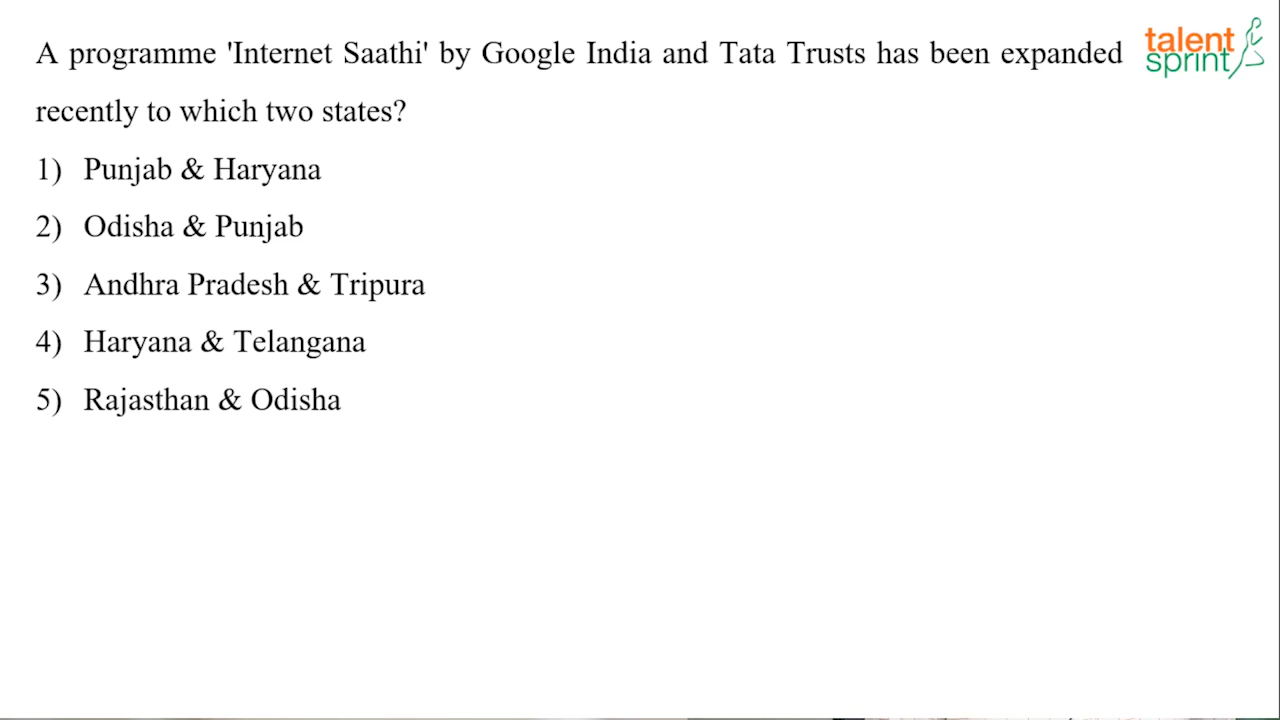 A programme 'Internet Saathi' by Google India and Tata Trusts has been expanded
recently to which two states?
1) Punjab & Haryana
2) Odisha & Punjab
3) Andhra Pradesh & Tripura
4) Haryana & Telangana
5) Rajasthan & Odisha
talent
sprint